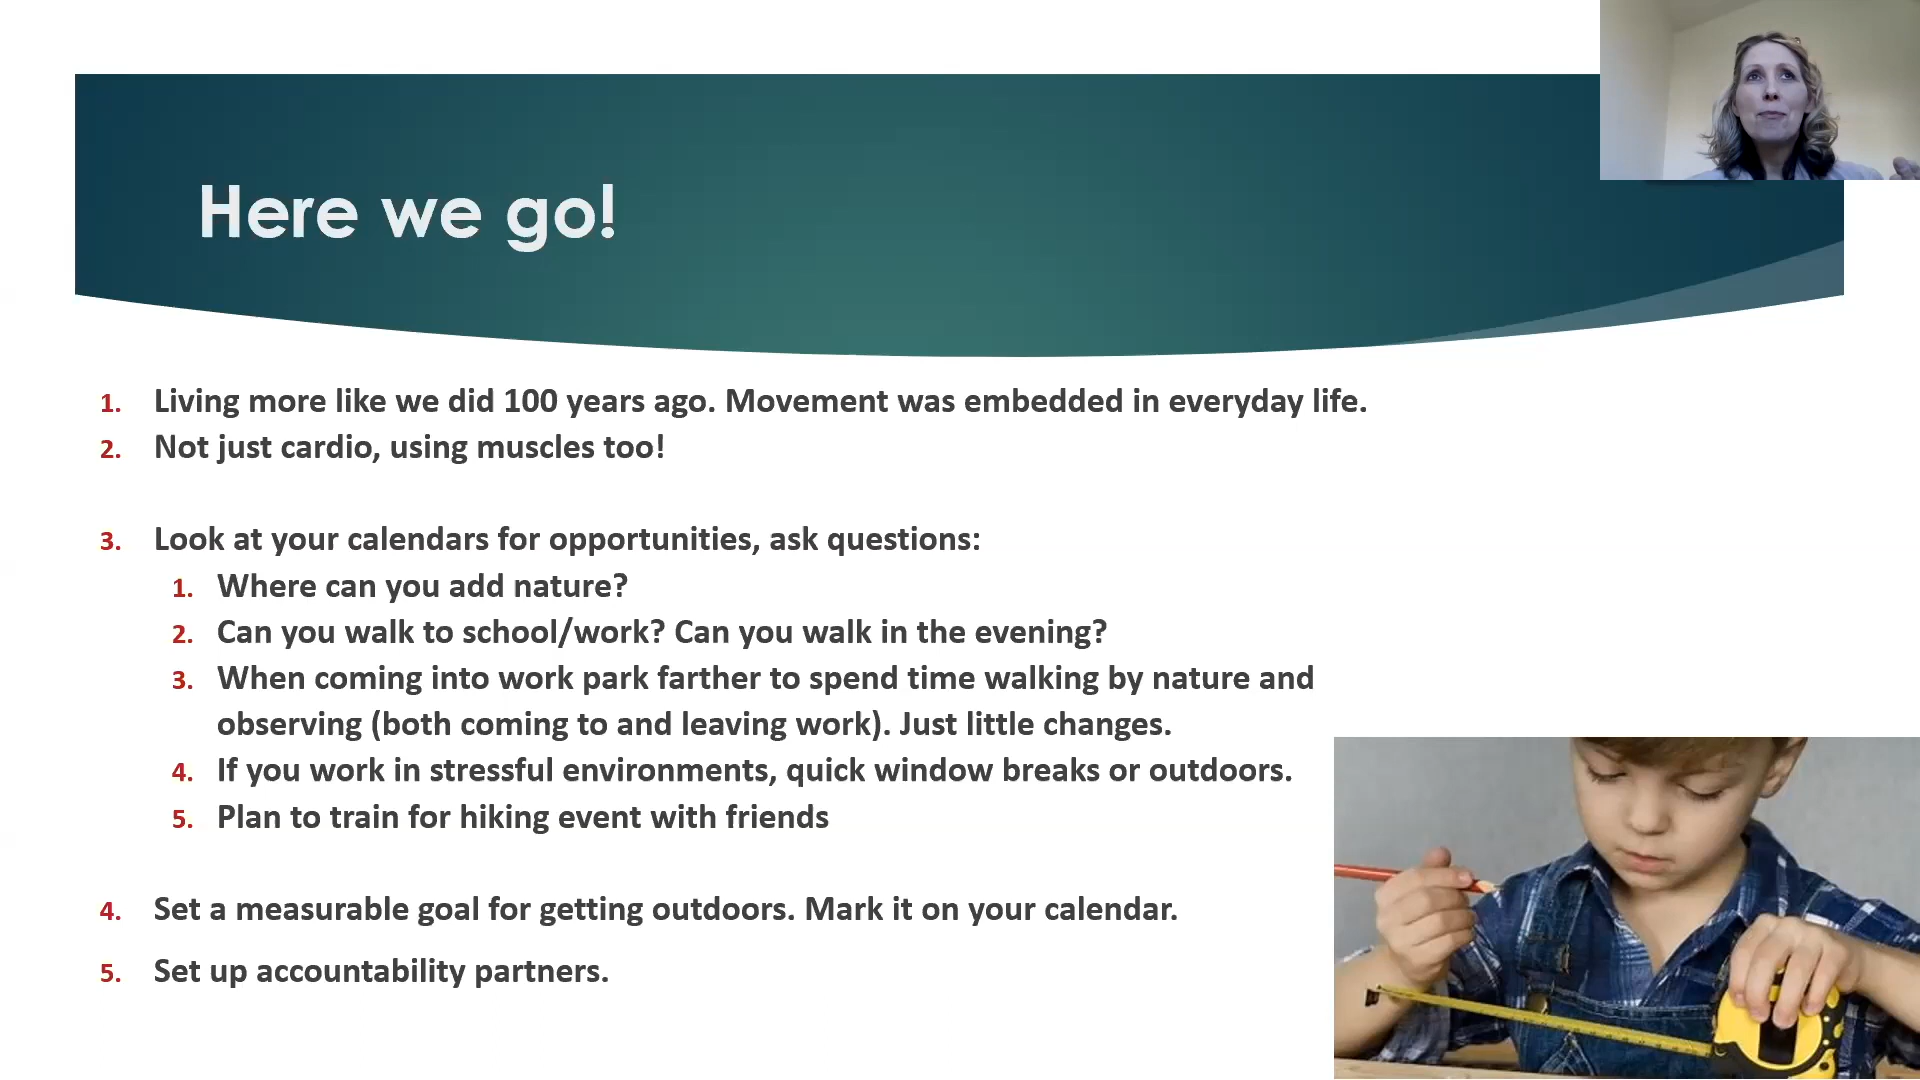 Here we go!
1. Living more like we did 100 years ago. Movement was embedded in everyday life.
2. Not just cardio, using muscles too!
3. Look at your calendars for opportunities, ask questions:
1. Where can you add nature?
2. Can you walk to school/work? Can you walk in the evening?
3. When coming into work park farther to spend time walking by nature and
observing (both coming to and leaving work). Just little changes.
4. If you work in stressful environments, quick window breaks or outdoors.
5. Plan to train for hiking event with friends
4. Set a measurable goal for getting outdoors. Mark it on your calendar.
5. Set up accountability partners.